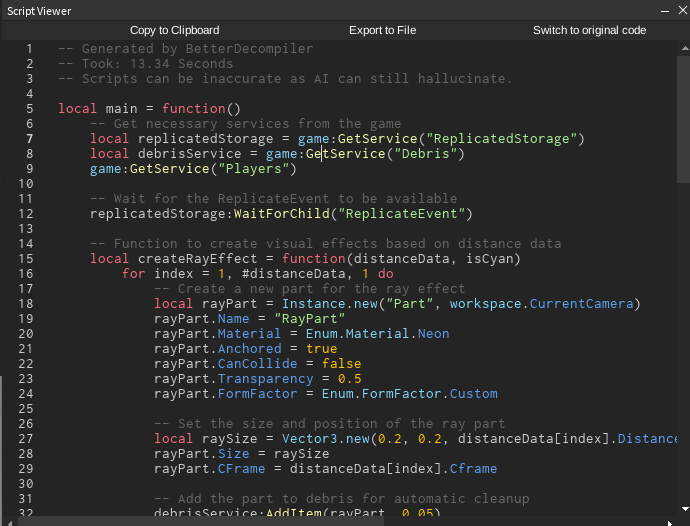 Script Viewer
Copy to Clipboard Export to File Switch to original code
1 -- Generated by BetterDecompiler
2 -- Took: 13.34 Seconds
3 -- Scripts can be inaccurate as AI can still hallucinate.
4
5 local main = function()
6 -- Get necessary services from the game
7 local replicatedStorage = game:GetService("ReplicatedStorage")
8 local debrisService = game:GetService("Debris")
9 game:GetService("Players")
10
11 -- Wait for the ReplicateEvent to be available
12 replicatedStorage:WaitForChild("ReplicateEvent")
13
14 -- Function to create visual effects based on distance data
15 local createRayEffect = function(distanceData, isCyan)
16 for index = 1, #distanceData, 1 do
17 -- Create a new part for the ray effect
18 local rayPart = Instance.new("Part", workspace.CurrentCamera)
19 rayPart.Name = "RayPart"
20 rayPart.Material = Enum.Material.Neon
21 rayPart.Anchored = true
22 rayPart.CanCollide = false
23 rayPart.Transparency = 0.5
24 rayPart.FormFactor = Enum.FormFactor.Custom
25
26 -- Set the size and position of the ray part
27 local raySize = Vector3.new(0.2, 0.2, distanceData[index].Distance
28 rayPart.Size = raySize
29 rayPart.CFrame = distanceData[index].Cframe
30
31 -- Add the part to debris for automatic cleanup
32 debrisService:AddItem(rayPart, 0.05)